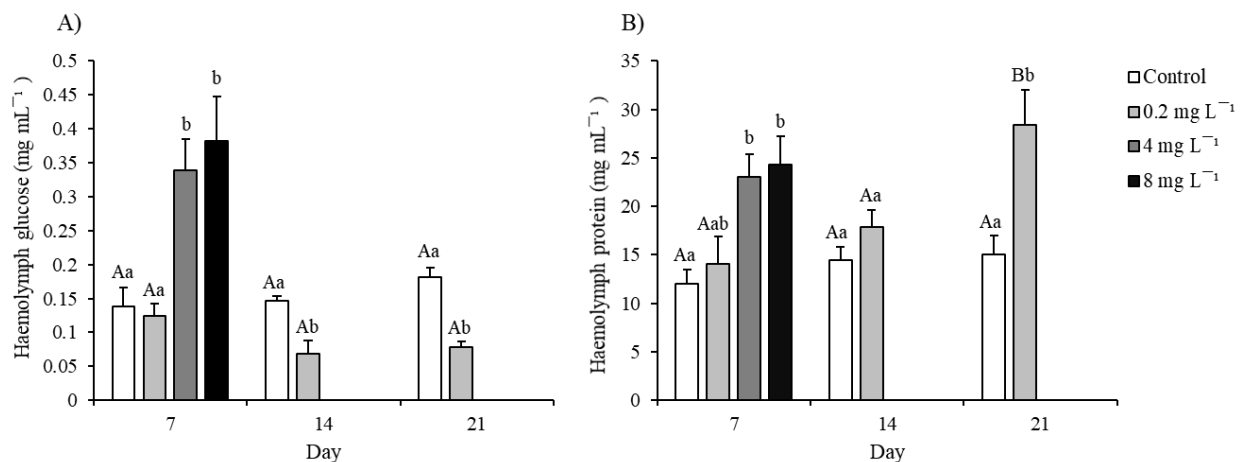 A)
Haemolymph glucose (mg mL⁻¹ )
0.5
0.45
0.4
0.35
0.3
0.25
0.2
0.15
0.1
0.05
0
Aa
Aa
b
b
Aa
Ab
Aa
Ab
7
14
21
Day
B)
Haemolymph protein (mg mL⁻¹ )
35
30
25
20
15
10
5
0
Aa
Aab
b
b
Aa
Aa
Aa
Bb
7
14
21
Day
Control
0.2 mg L⁻¹
4 mg L⁻¹
8 mg L⁻¹